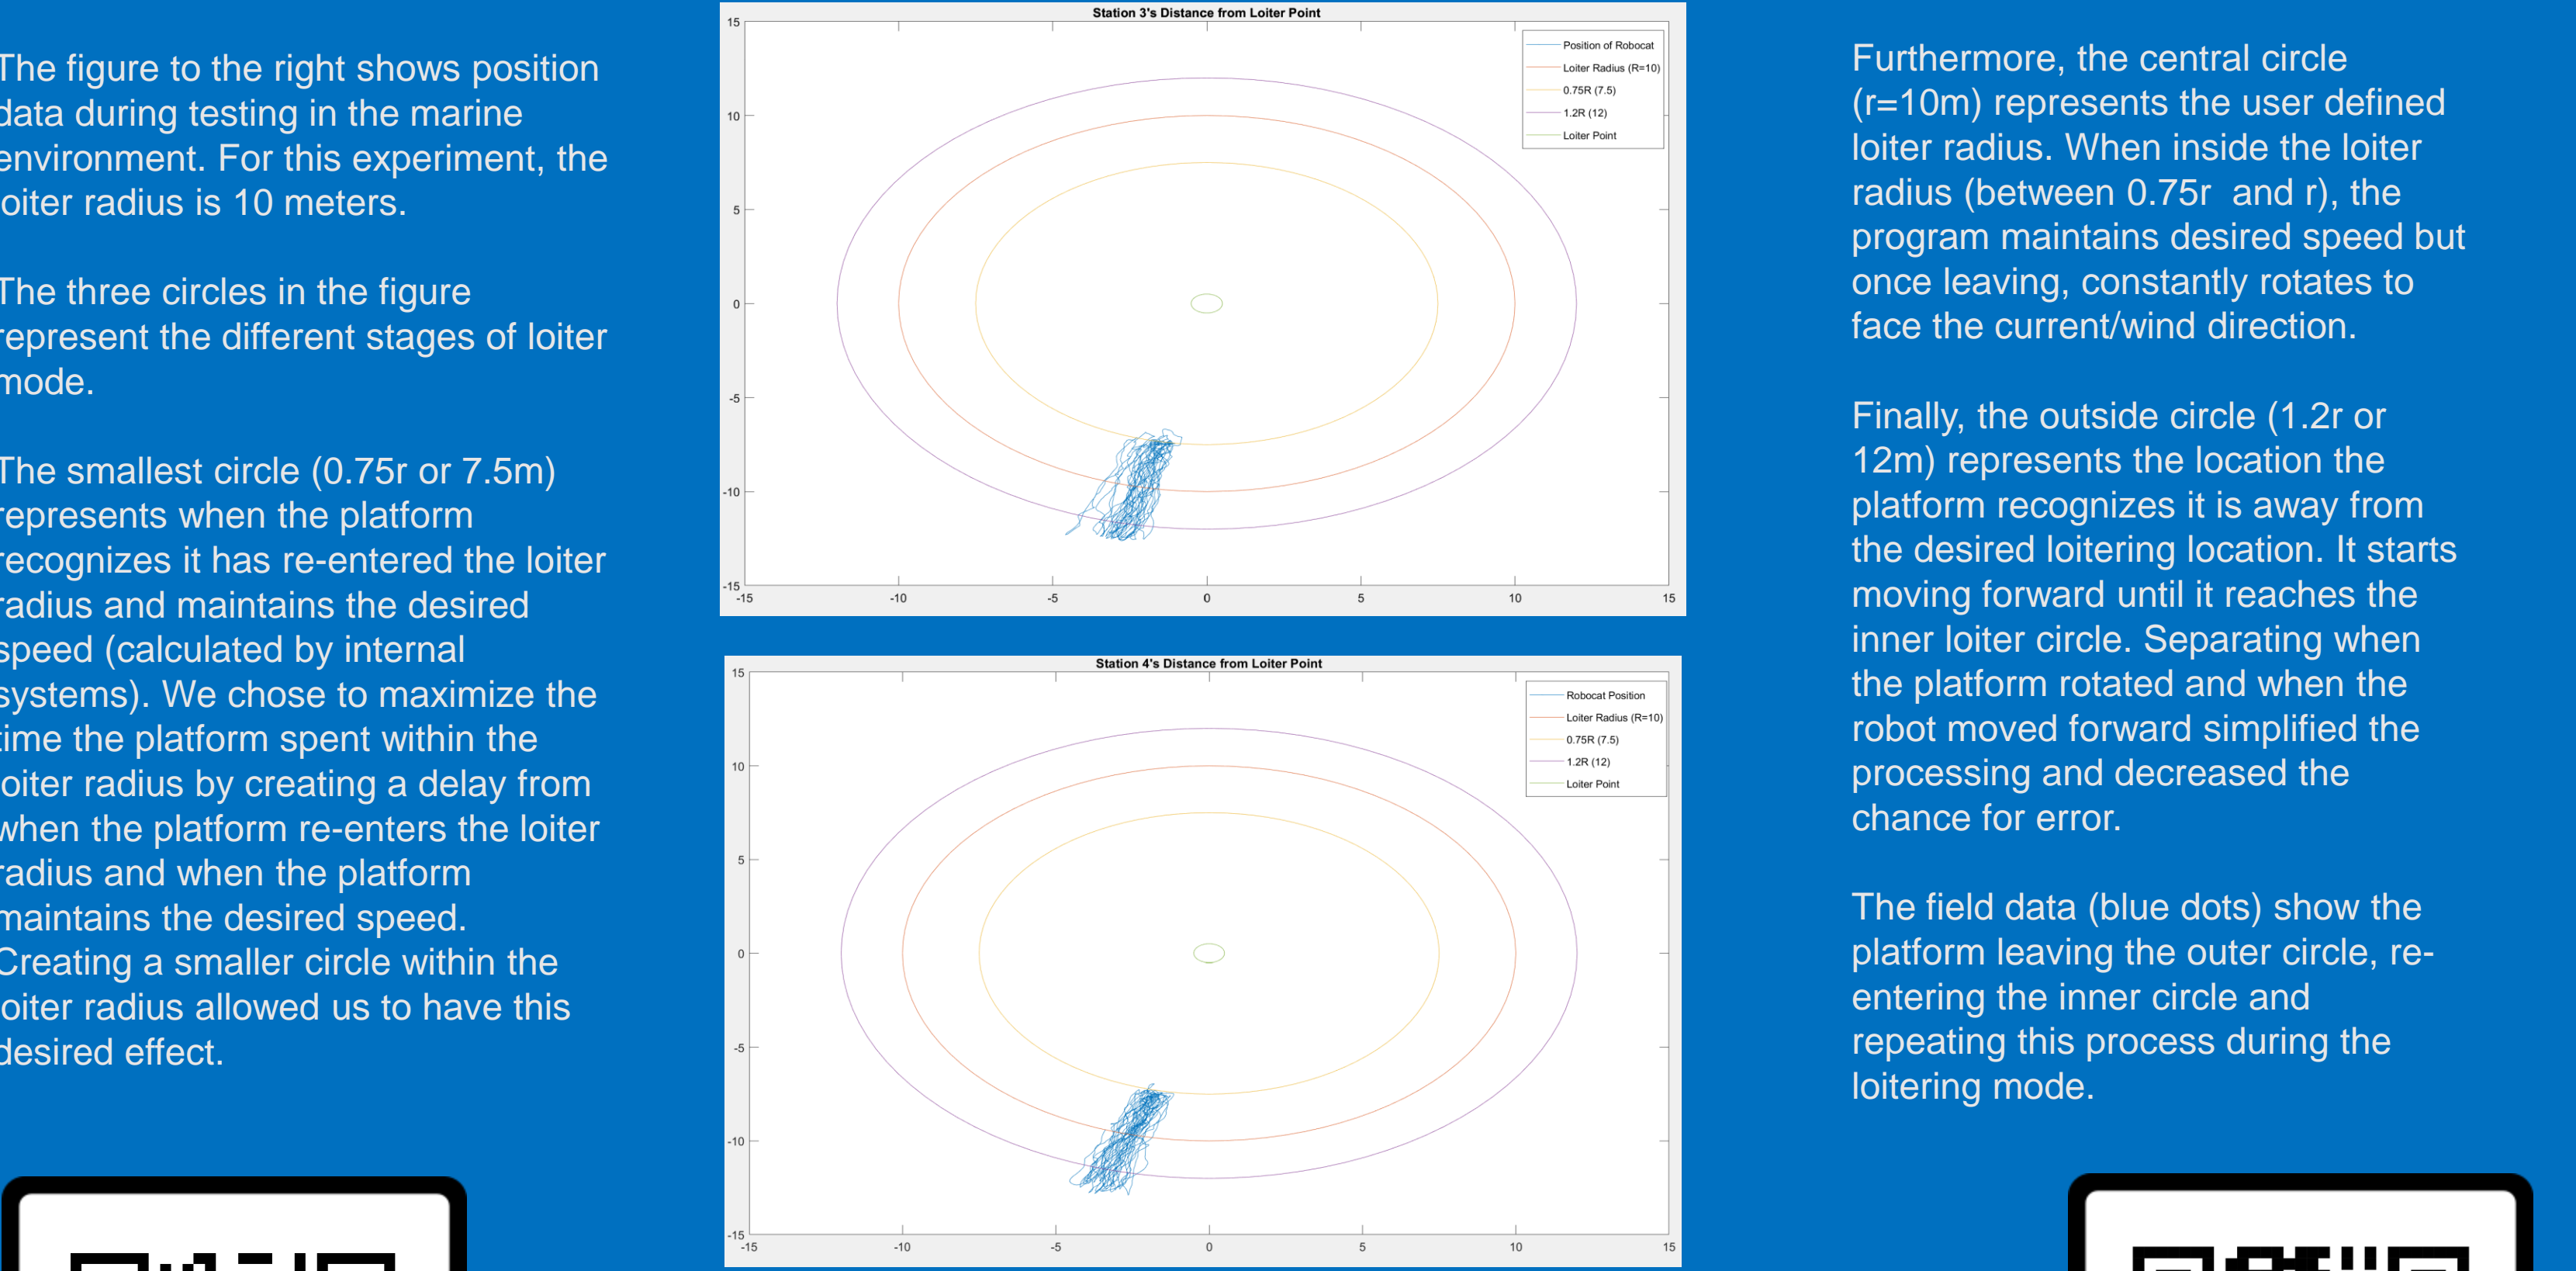 The figure to the right shows position
data during testing in the marine
environment. For this experiment, the
loiter radius is 10 meters.
The three circles in the figure
represent the different stages of loiter
mode.
The smallest circle (0.75r or 7.5m)
represents when the platform
recognizes it has re-entered the loiter
radius and maintains the desired
speed (calculated by internal
systems). We chose to maximize the
time the platform spent within the
loiter radius by creating a delay from
when the platform re-enters the loiter
radius and when the platform
maintains the desired speed.
Creating a smaller circle within the
loiter radius allowed us to have this
desired effect.
Station 3's Distance from Loiter Point
15
10
5
0
-5
-10
-15
-15
-10
-5
0
5
10
15
Position of Robocat
Loiter Radius (R=10)
0.75R (7.5)
1.2R (12)
Loiter Point
Station 4's Distance from Loiter Point
15
10
5
0
-5
-10
-15
-15
-10
-5
0
5
10
15
Robocat Position
Loiter Radius (R=10)
0.75R (7.5)
1.2R (12)
Loiter Point
Furthermore, the central circle
(r=10m) represents the user defined
loiter radius. When inside the loiter
radius (between 0.75r and r), the
program maintains desired speed but
once leaving, constantly rotates to
face the current/wind direction.
Finally, the outside circle (1.2r or
12m) represents the location the
platform recognizes it is away from
the desired loitering location. It starts
moving forward until it reaches the
inner loiter circle. Separating when
the platform rotated and when the
robot moved forward simplified the
processing and decreased the
chance for error.
The field data (blue dots) show the
platform leaving the outer circle, re-
entering the inner circle and
repeating this process during the
loitering mode.